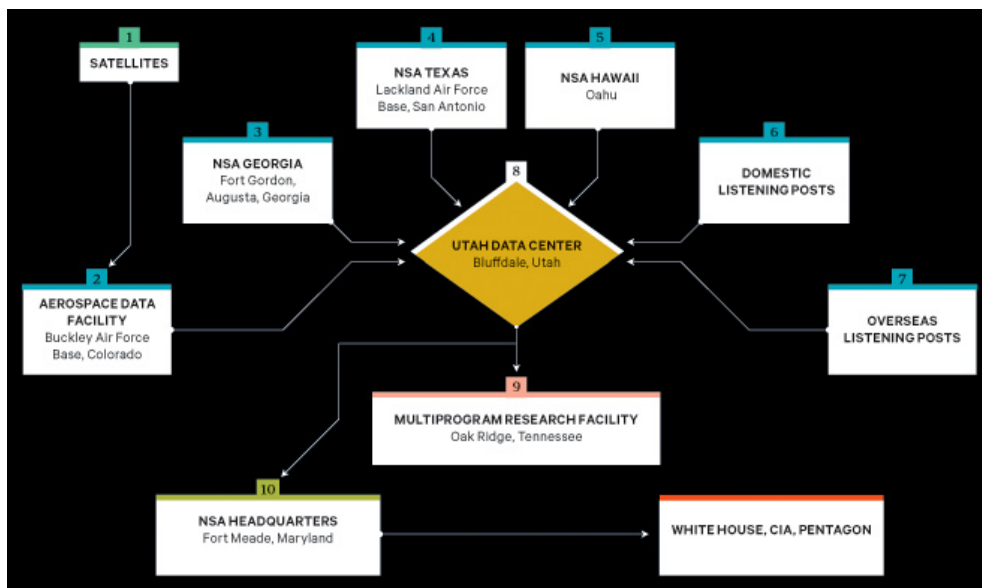 1
SATELLITES
4
NSA TEXAS
Lackland Air Force
Base, San Antonio
5
NSA HAWAII
Oahu
3
NSA GEORGIA
Fort Gordon,
Augusta, Georgia
6
DOMESTIC
LISTENING POSTS
8
UTAH DATA CENTER
Bluffdale, Utah
2
AEROSPACE DATA
FACILITY
Buckley Air Force
Base, Colorado
7
OVERSEAS
LISTENING POSTS
9
MULTIPROGRAM RESEARCH FACILITY
Oak Ridge, Tennessee
10
NSA HEADQUARTERS
Fort Meade, Maryland
WHITE HOUSE, CIA, PENTAGON